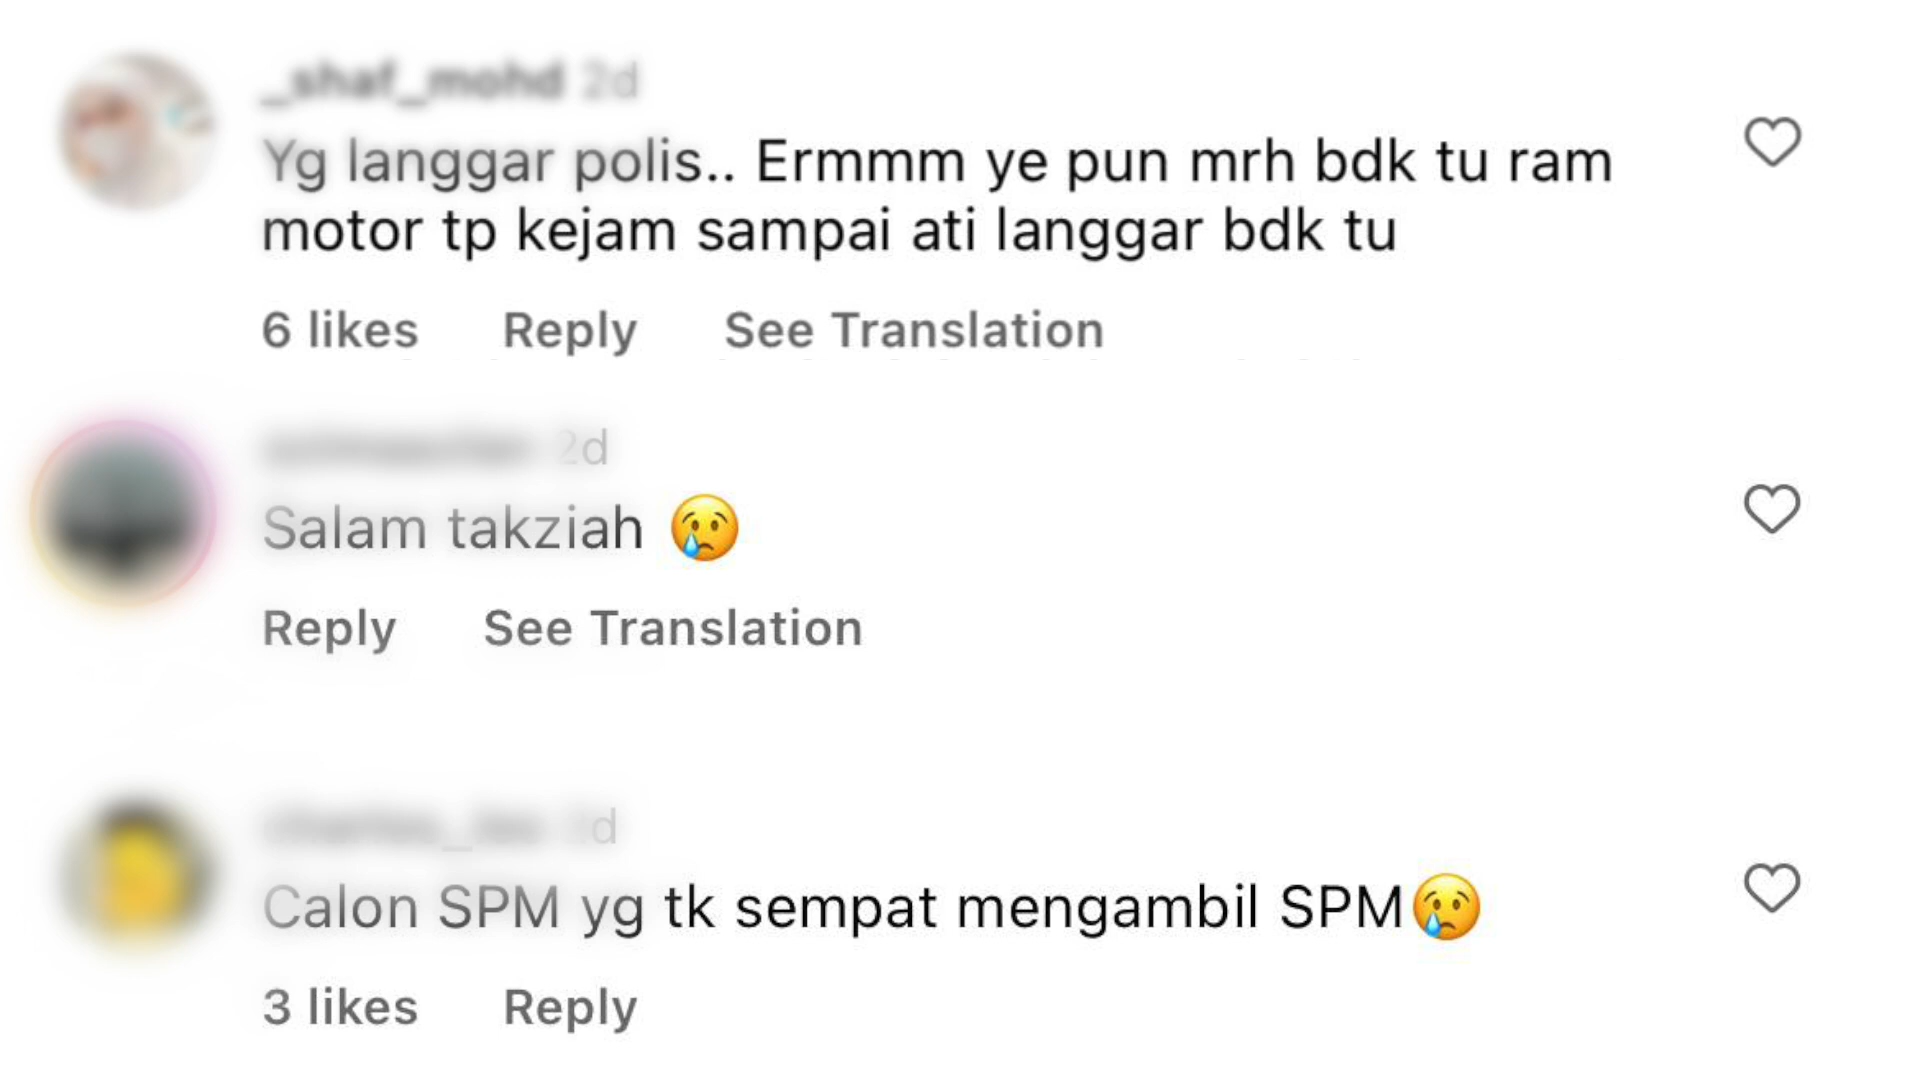 _shaf_mohd 2d
Yg langgar polis.. Ermmm ye pun mrh bdk tu ram
motor tp kejam sampai ati langgar bdk tu
6 likes Reply See Translation
2d
Salam takziah 😢
Reply See Translation
d
Calon SPM yg tk sempat mengambil SPM😢
3 likes Reply